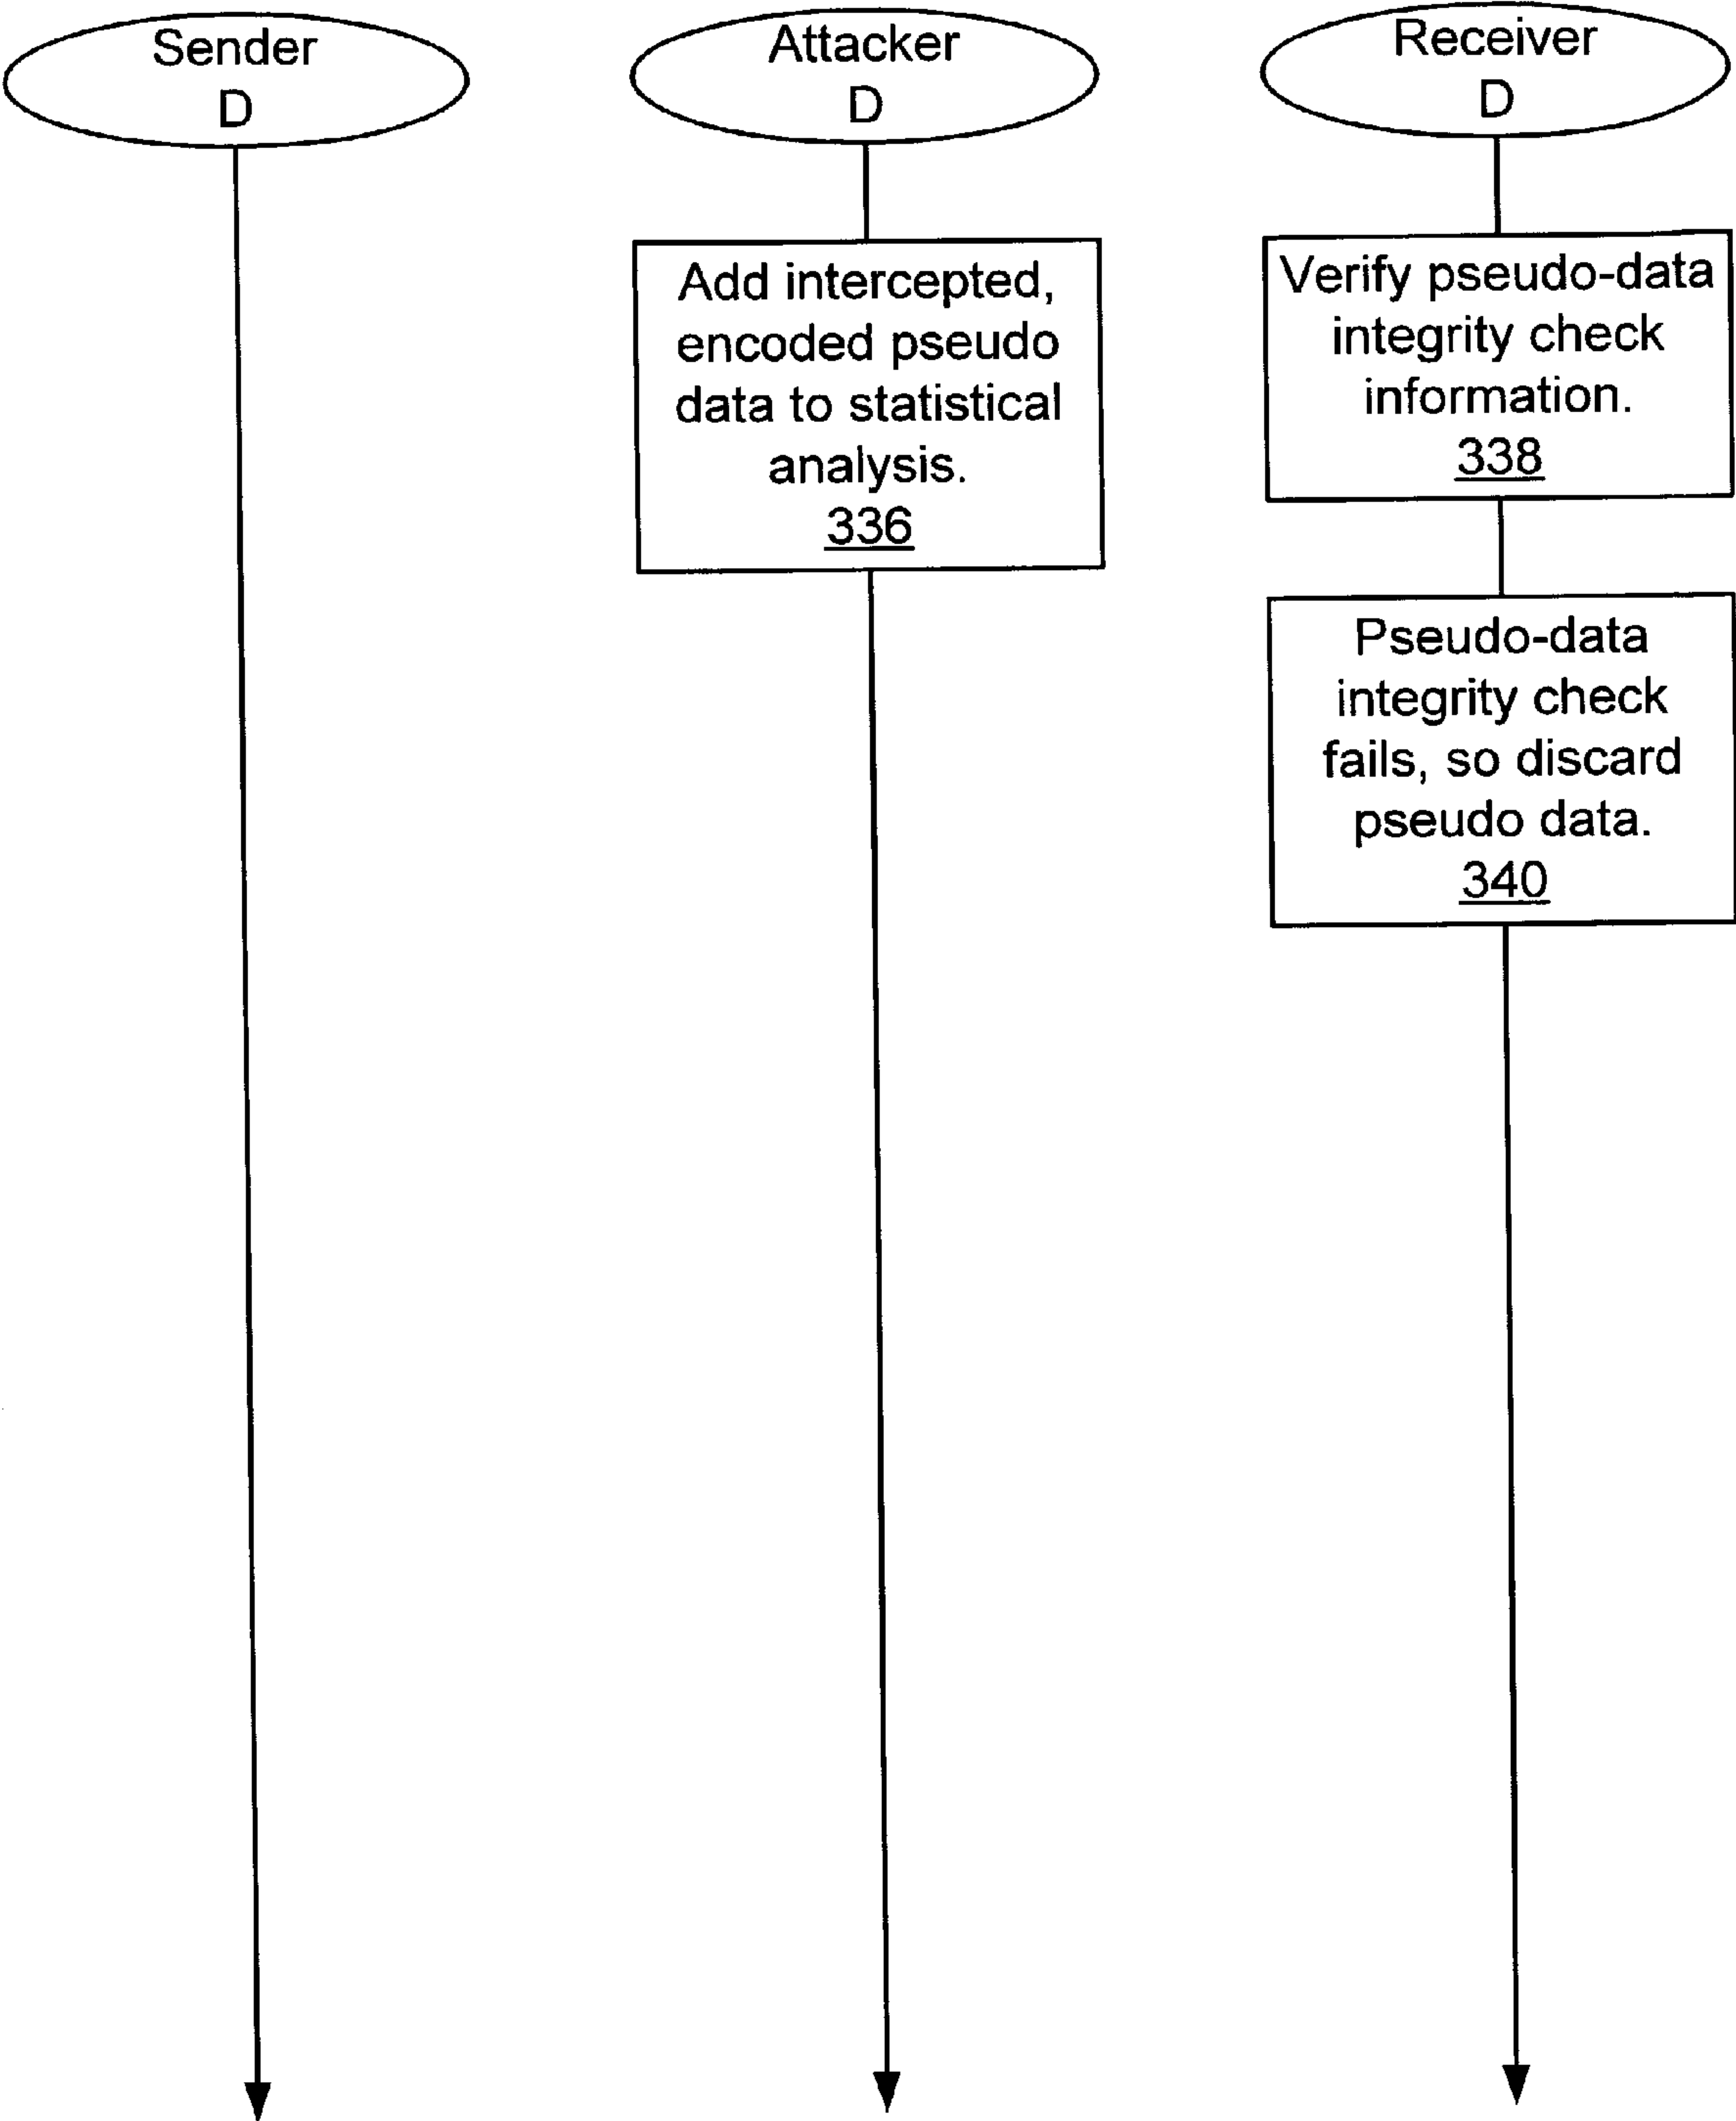 Sender
D
Attacker
D
Receiver
D
Add intercepted,
encoded pseudo
data to statistical
analysis.
336
Verify pseudo-data
integrity check
information.
338
Pseudo-data
integrity check
fails, so discard
pseudo data.
340